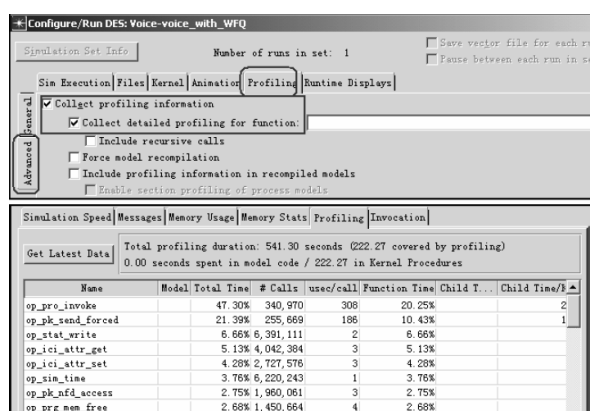 Configure/Run DES: Voice-voice_with_WFQ
Simulation Set Info
Number of runs in set: 1
Save vector file for each
Pause between each run in
Sim Execution Files Kernel Animation Profiling Runtime Displays
General
Advanced
Collect profiling information
Collect detailed profiling for function:
Include recursive calls
Force model recompilation
Include profiling information in recompiled models
Enable section profiling of process models
Simulation Speed Messages Memory Usage Memory Stats Profiling Invocation
Get Latest Data
Total profiling duration: 541.30 seconds (222.27 covered by profiling)
0.00 seconds spent in model code / 222.27 in Kernel Procedures
Name Model Total Time # Calls usec/call Function Time Child T... Child Time/
op_pro_invoke 47.30% 340,970 308 20.25% 2
op_pk_send_forced 21.39% 255,669 186 10.43% 1
op_stat_write 6.66% 6,391,111 2 6.66%
op_ici_attr_get 5.13% 4,042,384 3 5.13%
op_ici_attr_set 4.28% 2,727,576 3 4.28%
op_sim_time 3.76% 6,220,243 1 3.76%
op_pk_nfd_access 2.75% 1,960,061 3 2.75%
op_prg_mem_free 2.68% 1,450,664 4 2.68%